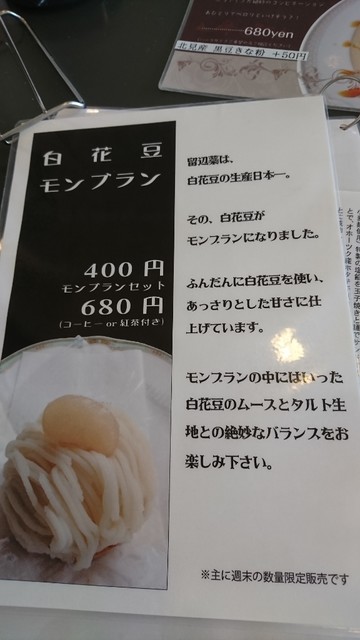 680yen
北見産 黒豆きな粉 +50円
白花豆
モンブラン
400円
モンブランセット
680円
(コーヒー or 紅茶付き)
留辺蘂は、
白花豆の生産日本一。
その、白花豆が
モンブランになりました。
ふんだんに白花豆を使い、
あっさりとした甘さに仕
上げています。
モンブランの中にはいった
白花豆のムースとタルト生
地との絶妙なバランスをお
楽しみ下さい。
※主に週末の数量限定販売です